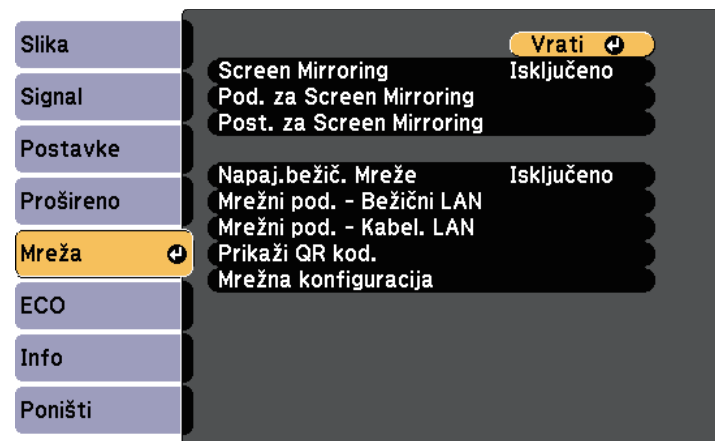 Slika
Signal
Postavke
Prošireno
Mreža
ECO
Info
Poništi
Vrati
Screen Mirroring Isključeno
Pod. za Screen Mirroring
Post. za Screen Mirroring
Napaj.bežič. Mreže Isključeno
Mrežni pod. - Bežični LAN
Mrežni pod. - Kabel. LAN
Prikaži QR kod.
Mrežna konfiguracija